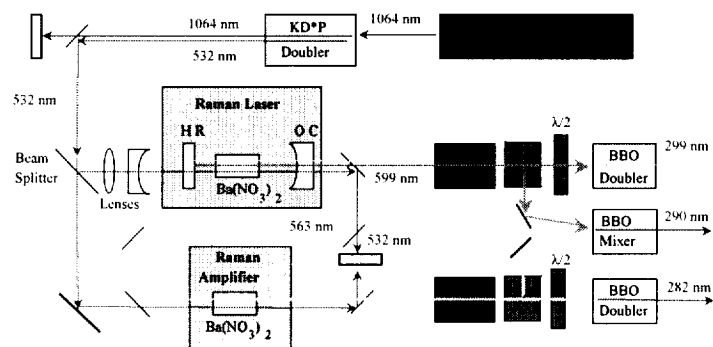 1064 nm
KD*P
1064 nm
532 nm
Doubler
532 nm
Raman Laser
λ/2
H R
O C
BBO
299 nm
Beam
Splitter
Doubler
599 nm
Lenses
Ba(NO₃)₂
563 nm
BBO
290 nm
532 nm
Mixer
Raman
Amplifier
λ/2
BBO
282 nm
Doubler
Ba(NO₃)₂